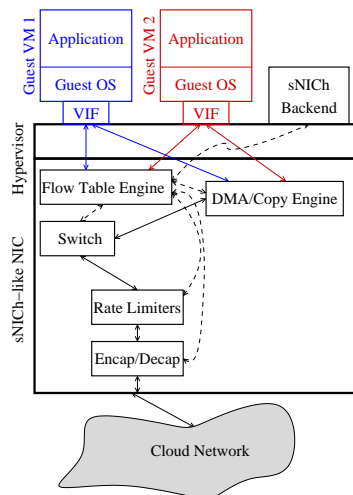 Guest VM 1
Application
Guest OS
VIF
Guest VM 2
Application
Guest OS
VIF
sNICh
Backend
Hypervisor
sNICh−like NIC
Flow Table Engine
DMA/Copy Engine
Switch
Rate Limiters
Encap/Decap
Cloud Network